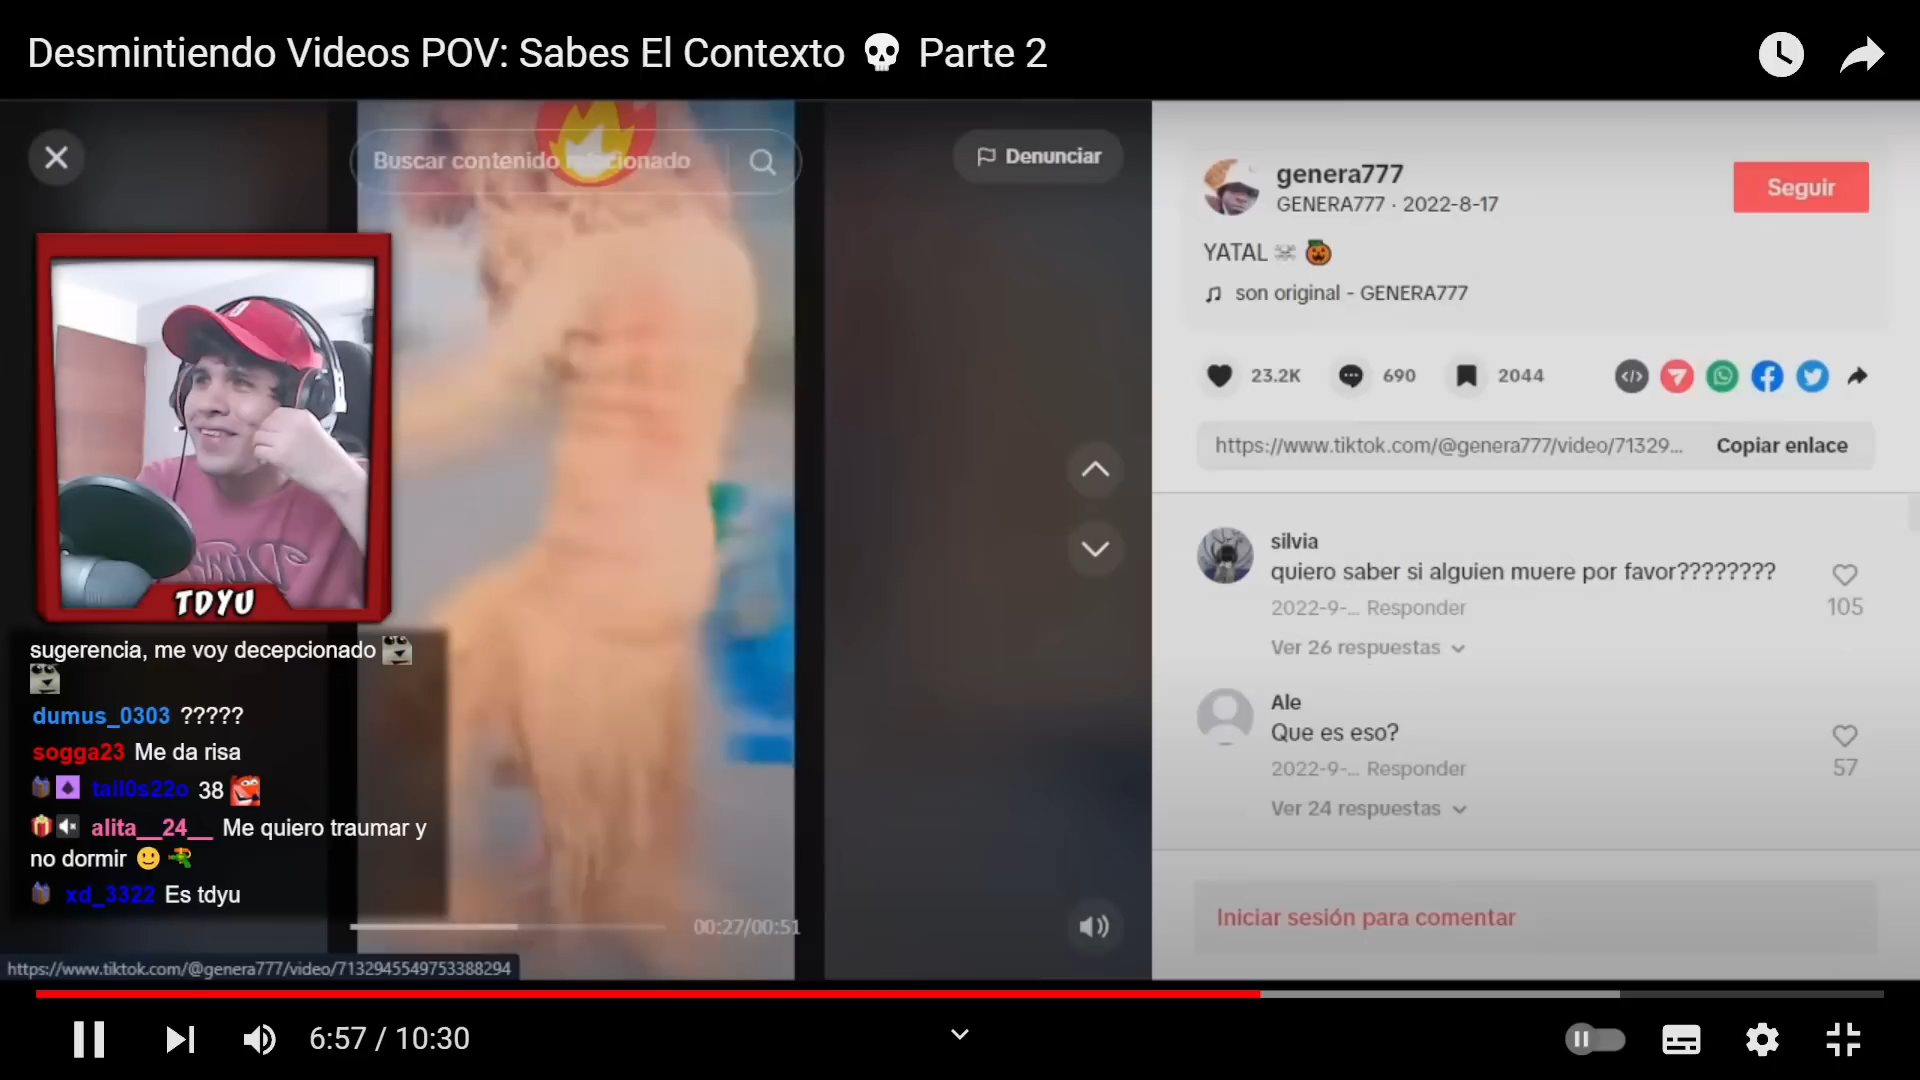 Desmintiendo Videos POV: Sabes El Contexto 💀 Parte 2
Buscar contenido relacionado
Denunciar
genera777
GENERA777 · 2022-8-17
Seguir
YATAL ☠️ 🎃
son original - GENERA777
23.2K
690
2044
https://www.tiktok.com/@genera777/video/71329...
Copiar enlace
TDYU
silvia
quiero saber si alguien muere por favor????????
105
2022-9-... Responder
Ver 26 respuestas
Ale
Que es eso?
57
2022-9-... Responder
Ver 24 respuestas
sugerencia, me voy decepcionado
dumus_0303 ?????
sogga23 Me da risa
tail0s22o 38
alita__24__ Me quiero traumar y
no dormir 🙂
xd_3322 Es tdyu
00:27/00:51
Iniciar sesión para comentar
https://www.tiktok.com/@genera777/video/7132945549753388294
6:57 / 10:30